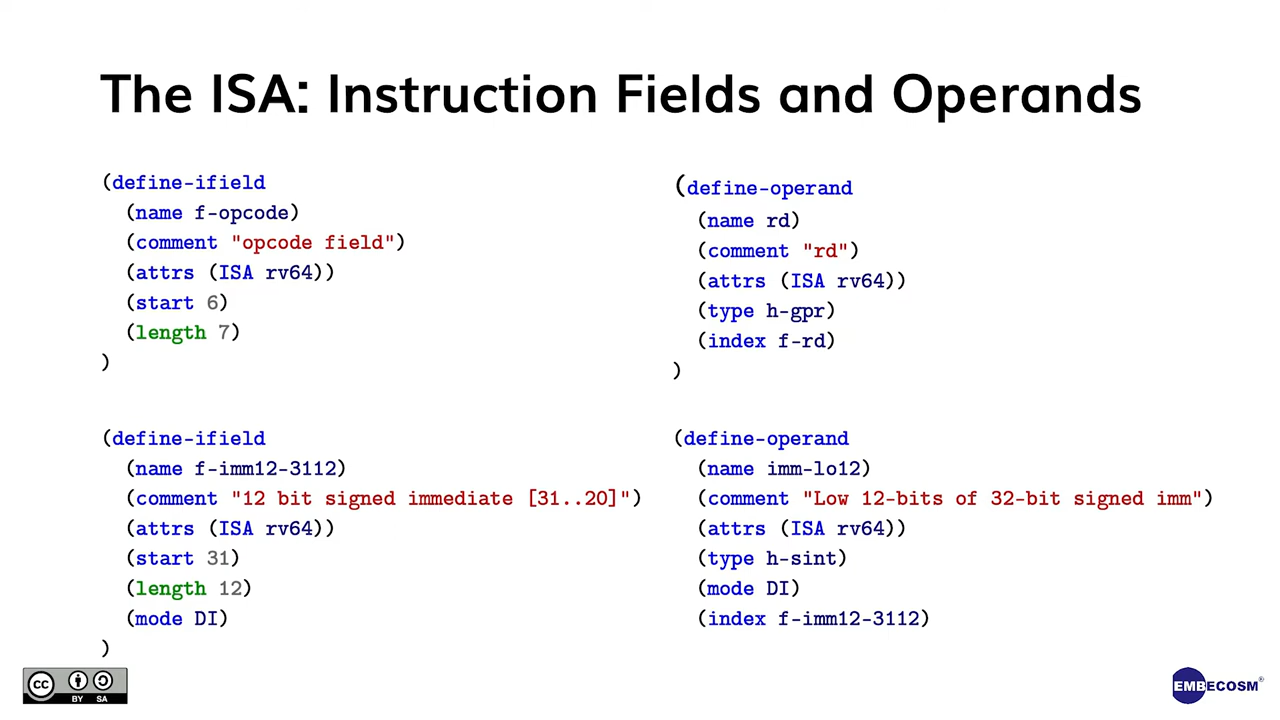 The ISA: Instruction Fields and Operands
(define-ifield
(name f-opcode)
(comment "opcode field")
(attrs (ISA rv64))
(start 6)
(length 7)
)
(define-operand
(name rd)
(comment "rd")
(attrs (ISA rv64))
(type h-gpr)
(index f-rd)
)
(define-ifield
(name f-imm12-3112)
(comment "12 bit signed immediate [31..20]")
(attrs (ISA rv64))
(start 31)
(length 12)
(mode DI)
)
(define-operand
(name imm-lo12)
(comment "Low 12-bits of 32-bit signed imm")
(attrs (ISA rv64))
(type h-sint)
(mode DI)
(index f-imm12-3112)
cc BY SA
EMBECOSM®